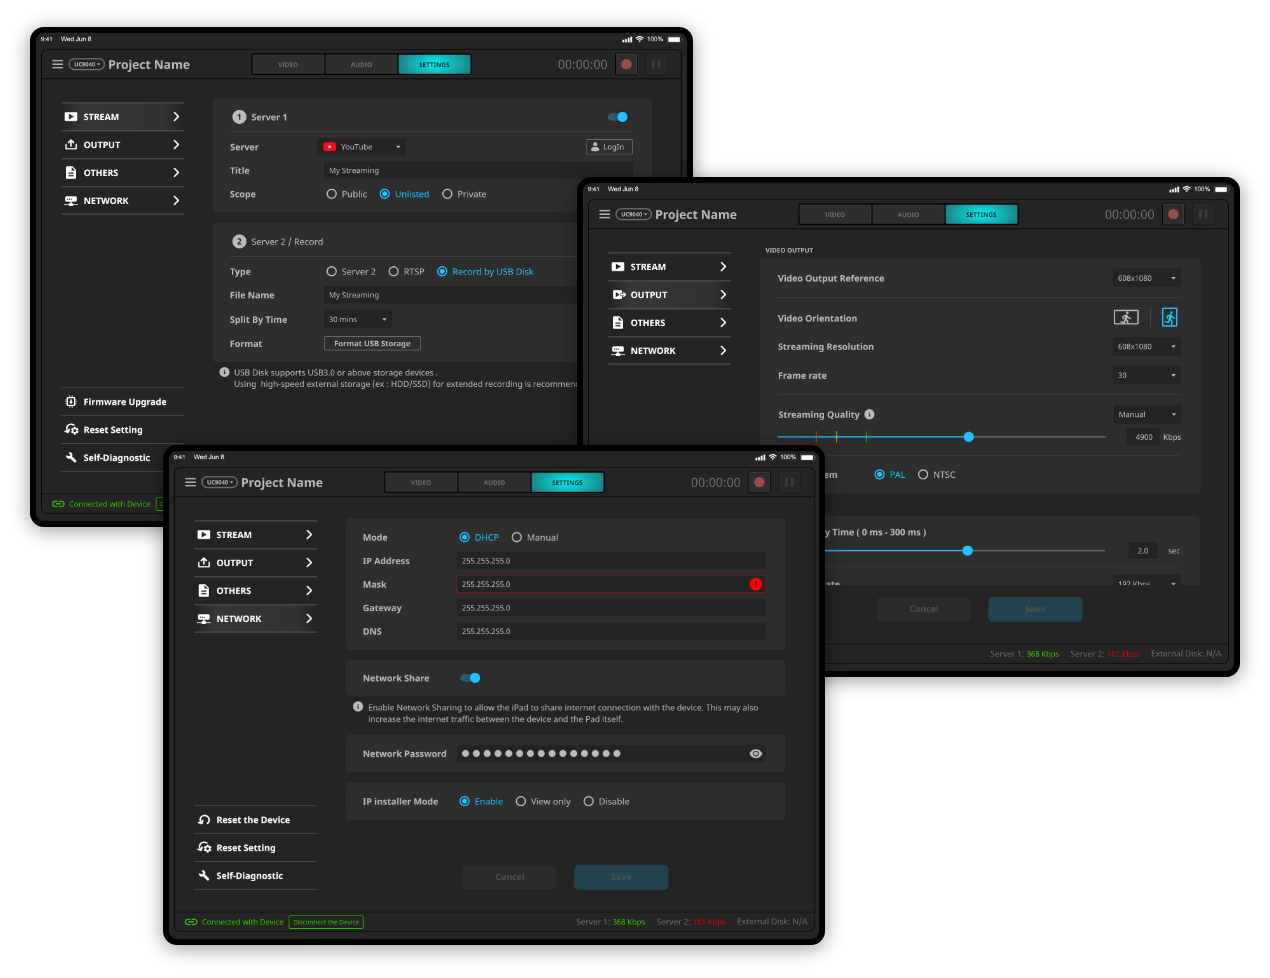 9:41 Wed Jun 8 100%
UC9040 Project Name VIDEO AUDIO SETTINGS 00:00:00
STREAM
OUTPUT
OTHERS
NETWORK
1 Server 1
Server YouTube LogIn
Title My Streaming
Scope Public Unlisted Private
2 Server 2 / Record
Type Server 2 RTSP Record by USB Disk
File Name My Streaming
Split By Time 30 mins
Format Format USB Storage
USB Disk supports USB3.0 or above storage devices .
Using high-speed external storage (ex : HDD/SSD] for extended recording is recommen
Firmware Upgrade
Reset Setting
Self-Diagnostic
Connected with Device
9:41 Wed Jun 8 100%
UC9040 Project Name VIDEO AUDIO SETTINGS 00:00:00
STREAM
OUTPUT
OTHERS
NETWORK
VIDEO OUTPUT
Video Output Reference 608x1080
Video Orientation
Streaming Resolution 608x1080
Frame rate 30
Streaming Quality Manual
4900 Kbps
em PAL NTSC
y Time ( 0 ms - 300 ms )
2.0 sec
rate 192 Kbps
Cancel Save
Server 1: 368 Kbps Server 2: 101 Kbps External Disk: N/A
9:41 Wed Jun 8 100%
UC9040 Project Name VIDEO AUDIO SETTINGS 00:00:00
STREAM
OUTPUT
OTHERS
NETWORK
Mode DHCP Manual
IP Address 255.255.255.0
Mask 255.255.255.0
Gateway 255.255.255.0
DNS 255.255.255.0
Network Share
Enable Network Sharing to allow the iPad to share internet connection with the device. This may also
increase the internet traffic between the device and the Pad itself.
Network Password
IP installer Mode Enable View only Disable
Reset the Device
Reset Setting
Self-Diagnostic
Cancel Save
Connected with Device Disconnect the Device Server 1: 368 Kbps Server 2: 101 Kbps External Disk: N/A